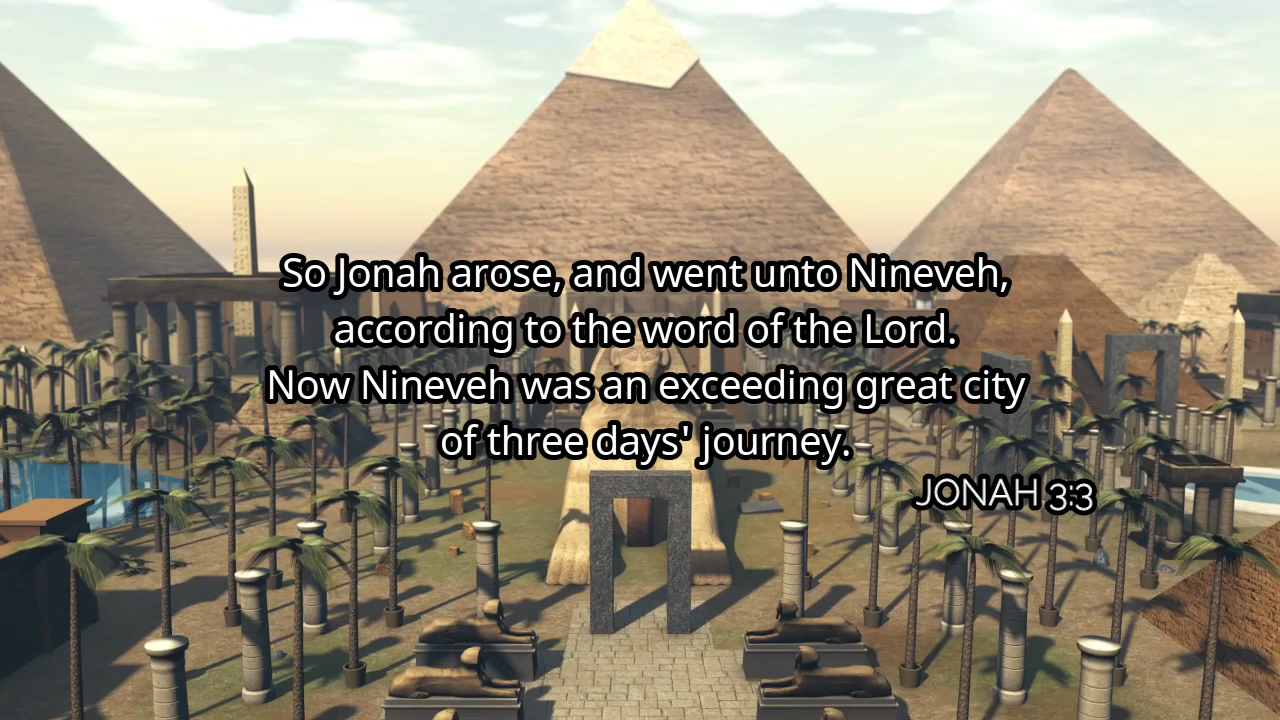 So Jonah arose, and went unto Nineveh,
according to the word of the Lord.
Now Nineveh was an exceeding great city
of three days' journey.
JONAH 3:3